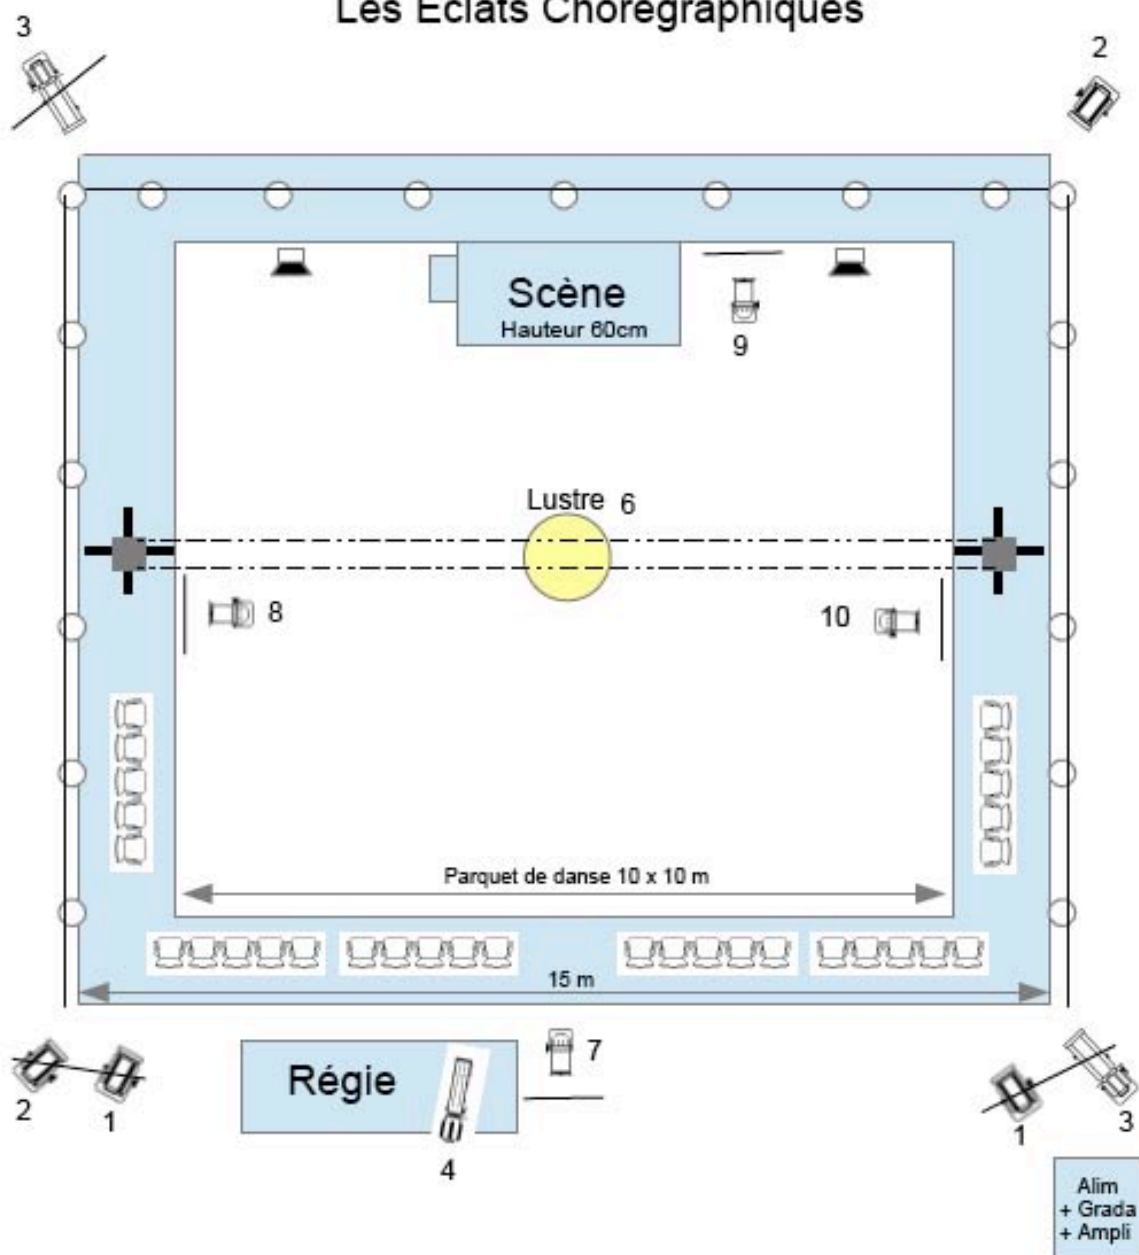 Les Eclats Chorégraphiques
3
2
Scène
Hauteur 60cm
9
Lustre 6
8
10
Parquet de danse 10 x 10 m
15 m
Régie
7
2
1
4
1
3
Alim
+ Grada
+ Ampli